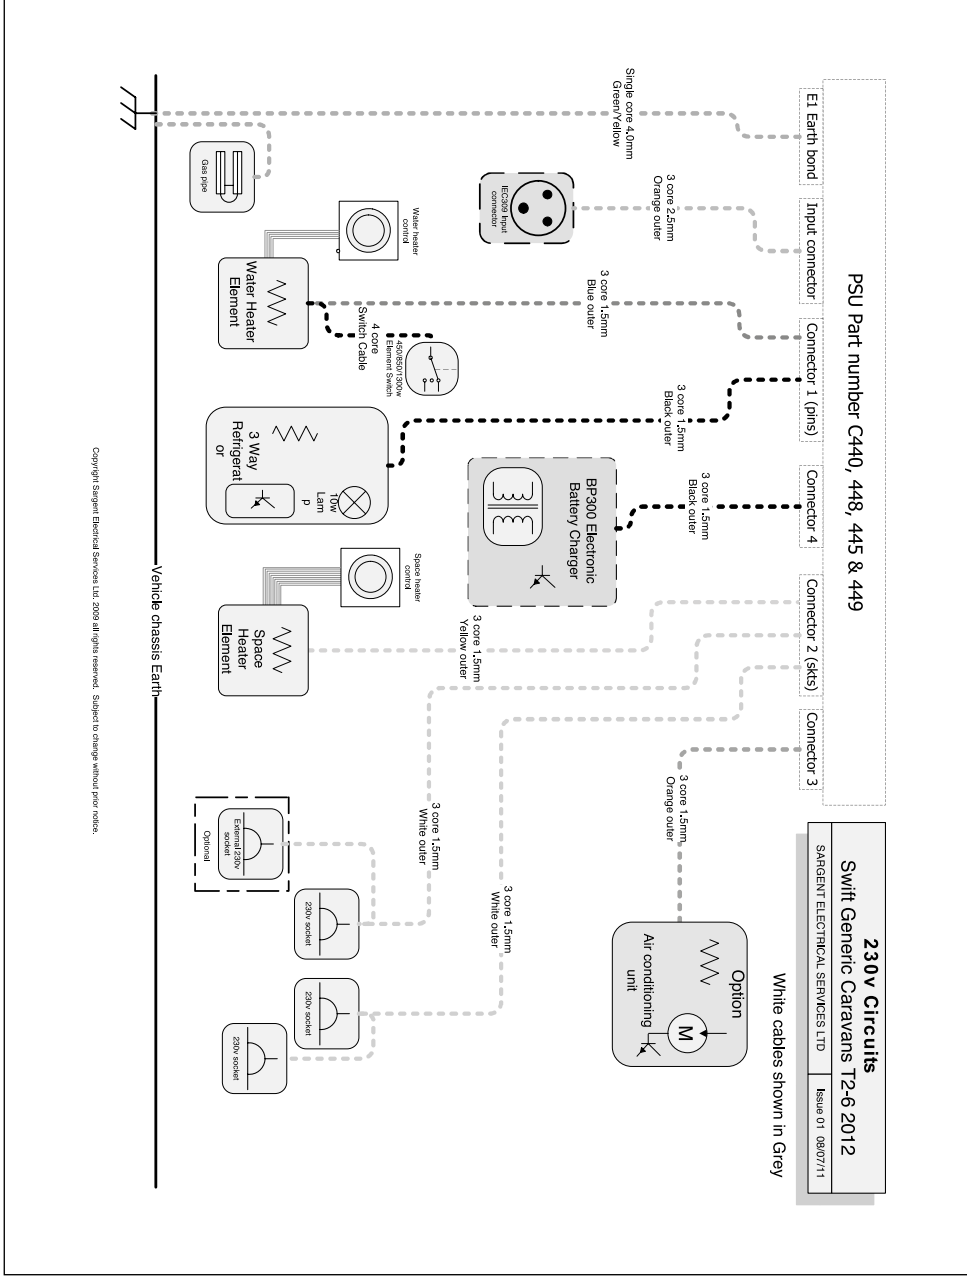 230v Circuits
Swift Generic Caravans T2-6 2012
SARGENT ELECTRICAL SERVICES LTD
Issue 01 08/07/11
White cables shown in Grey
PSU Part number C440, 448, 445 & 449
E1 Earth bond
Input connector
Connector 1 (pins)
Connector 4
Connector 2 (skts)
Connector 3
Single core 4.0mm
Green/Yellow
3 core 2.5mm
Orange outer
3 core 1.5mm
Blue outer
3 core 1.5mm
Black outer
3 core 1.5mm
Black outer
3 core 1.5mm
Orange outer
IEC309 Input
connector
BP300 Electronic
Battery Charger
3 core 1.5mm
Yellow outer
3 core 1.5mm
White outer
3 core 1.5mm
White outer
Option
M
Air conditioning
unit
Water heater
control
450/850/1300w
Element Switch
4 core
Switch Cable
Space heater
control
Gas pipe
Water Heater
Element
3 Way
Refrigerat
or
10w
Lam
p
Space
Heater
Element
External 230v
socket
Optional
230v socket
230v socket
230v socket
Vehicle chassis Earth
Copyright Sargent Electrical Services Ltd. 2009 all rights reserved. Subject to change without prior notice.